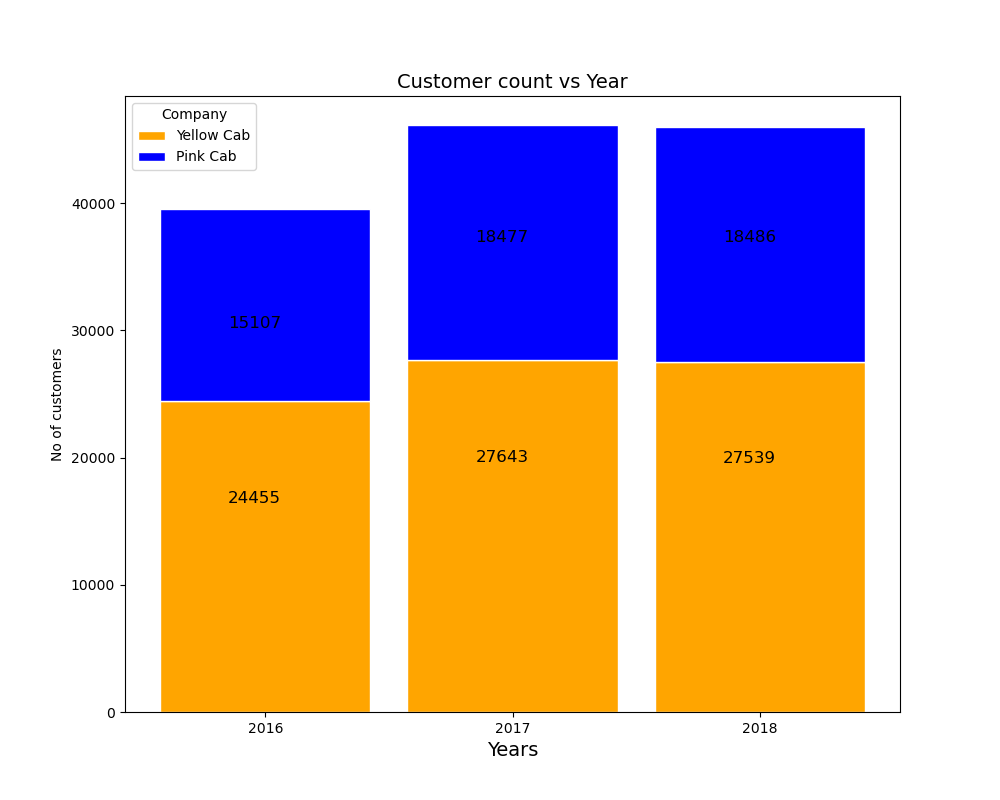 Customer count vs Year
Company
Yellow Cab
Pink Cab
No of customers
40000
30000
20000
10000
0
18477
18486
15107
27643
27539
24455
2016
2017
2018
Years